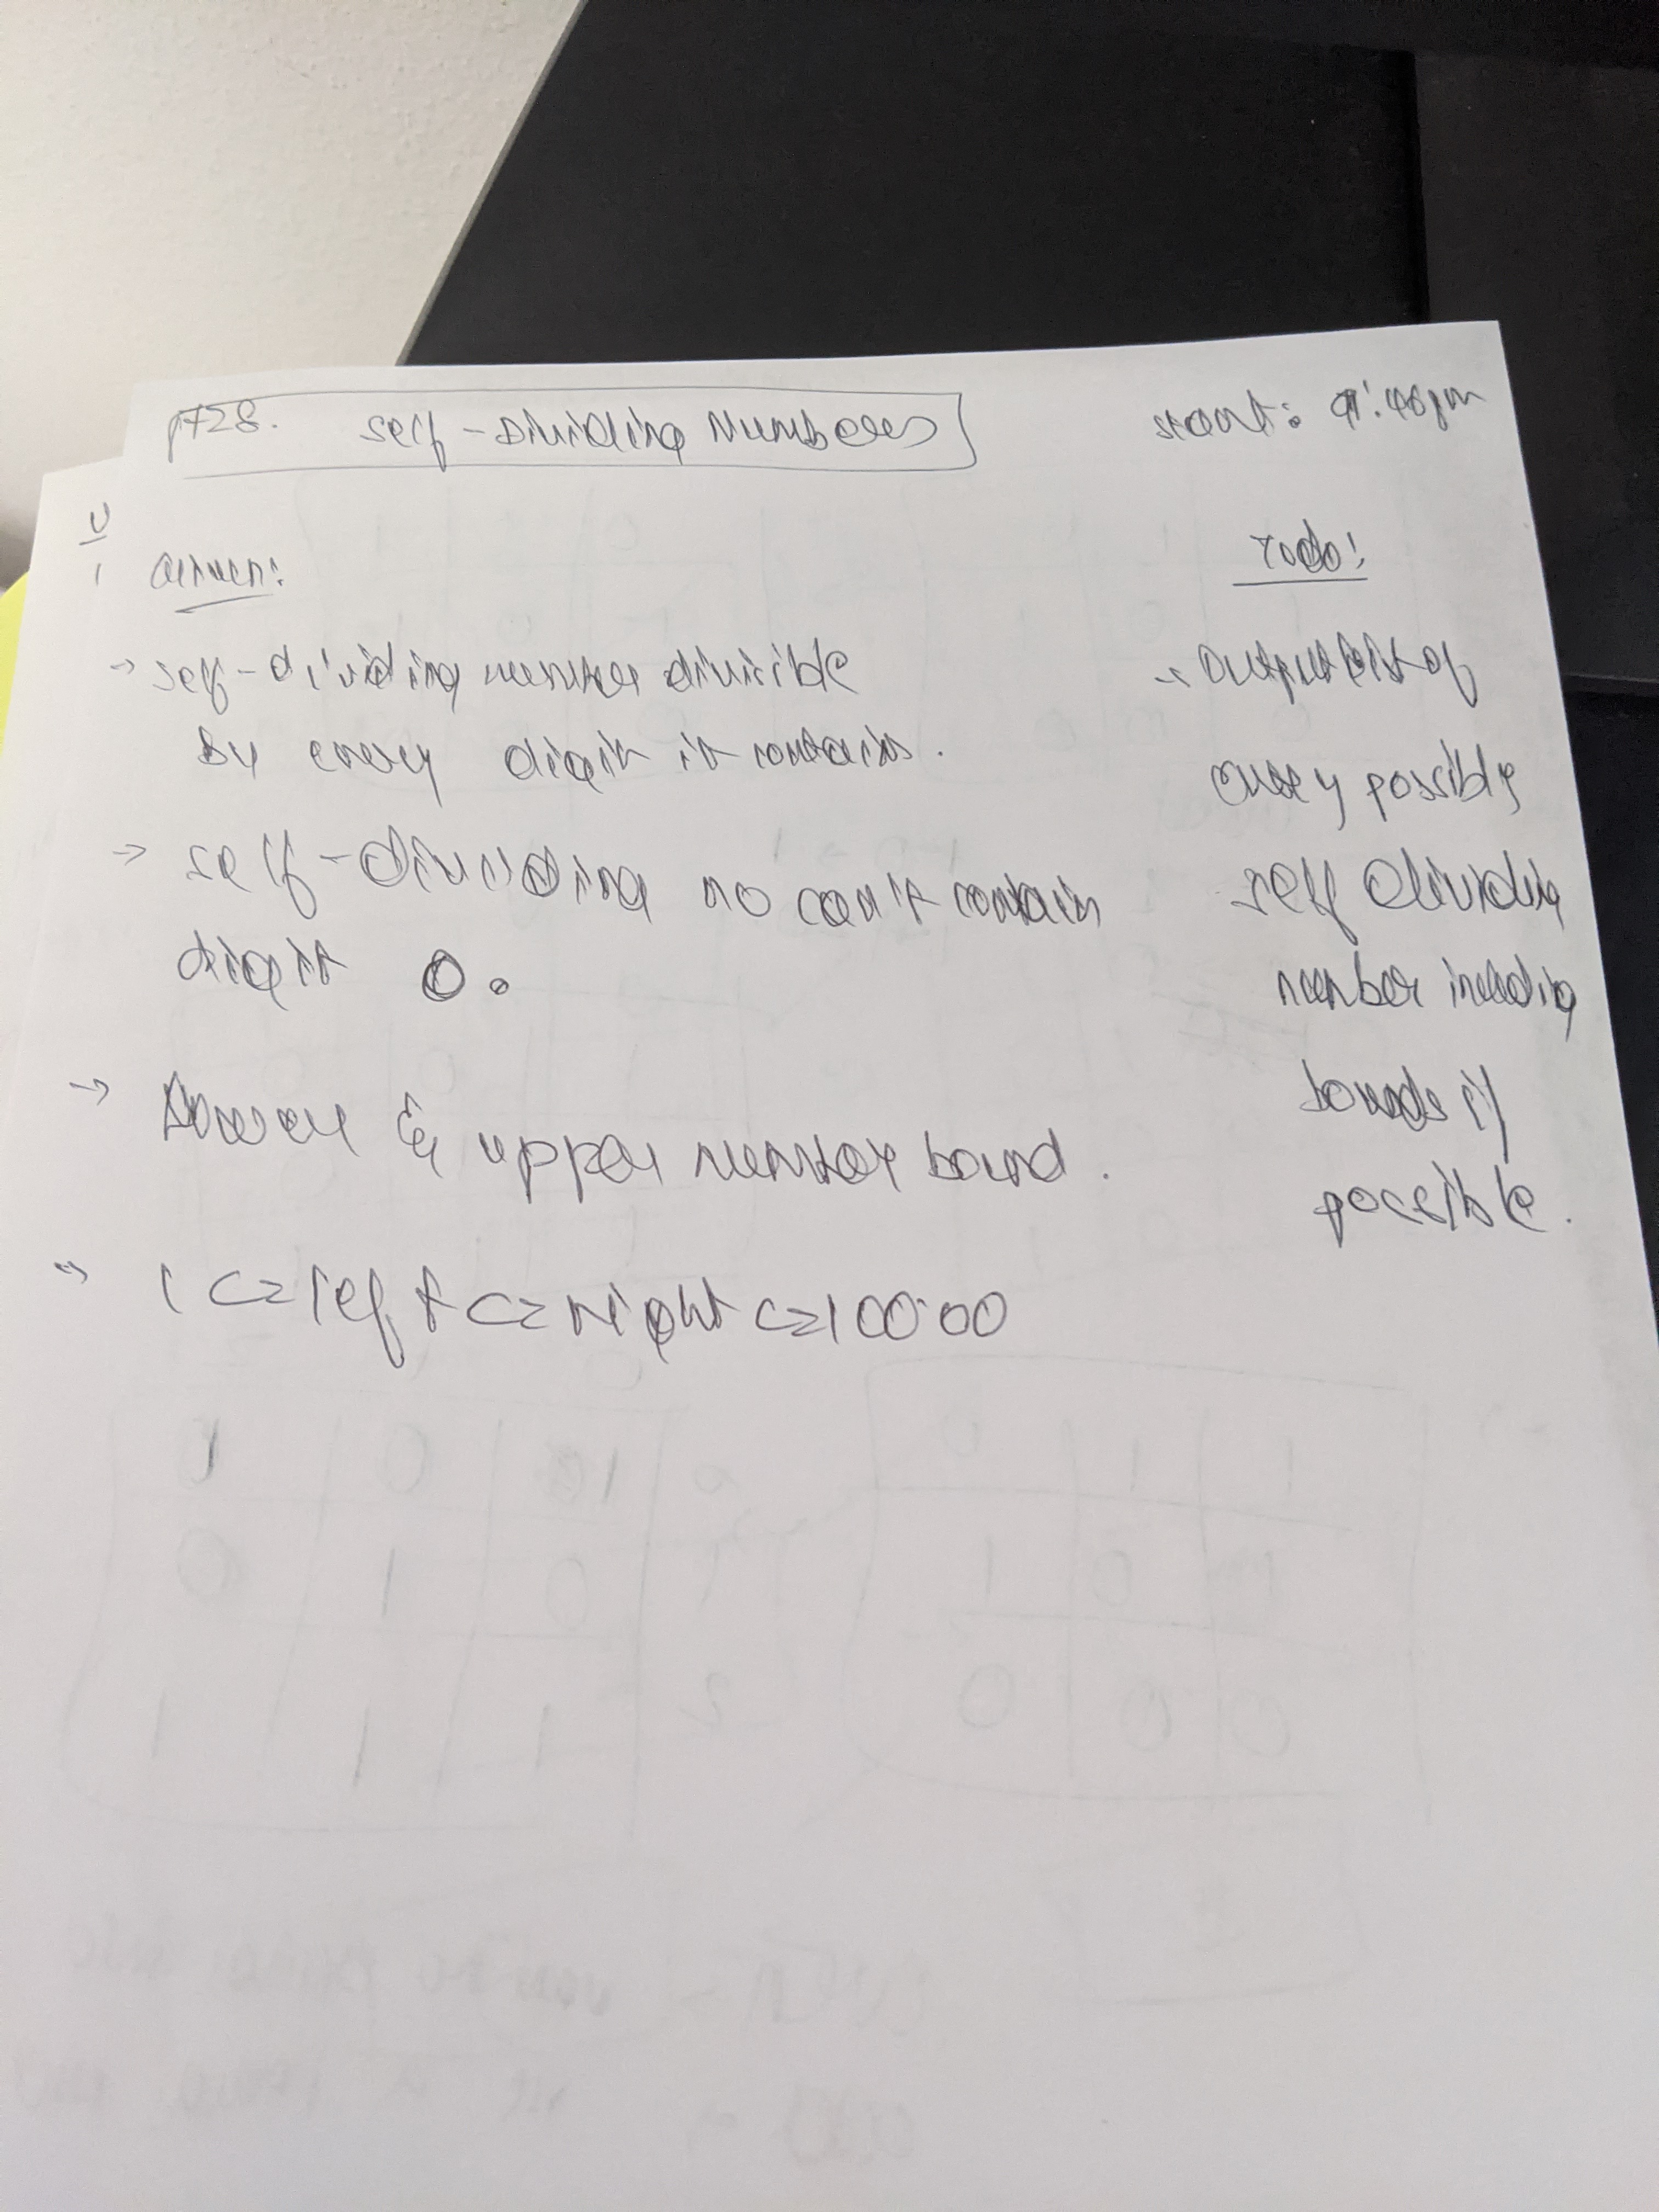 728. Self-Dividing Numbers
start: 9:48pm
U
Given:
→ self-dividing number divisible
By every digit it contains.
→ self-dividing no can't contain
digit 0.
→ Lower & upper number bound.
→ 1 <= left <= right <= 10000
Todo:
→ output list of
every possible
self dividing
number including
bounds if
possible.